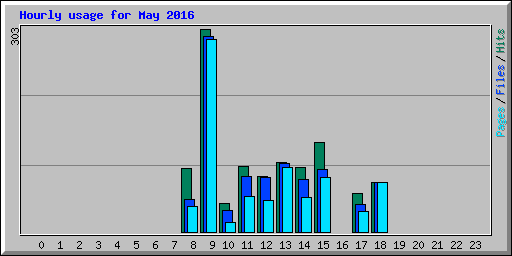 Hourly usage for May 2016
303
Pages / Files / Hits
0 1 2 3 4 5 6 7 8 9 10 11 12 13 14 15 16 17 18 19 20 21 22 23